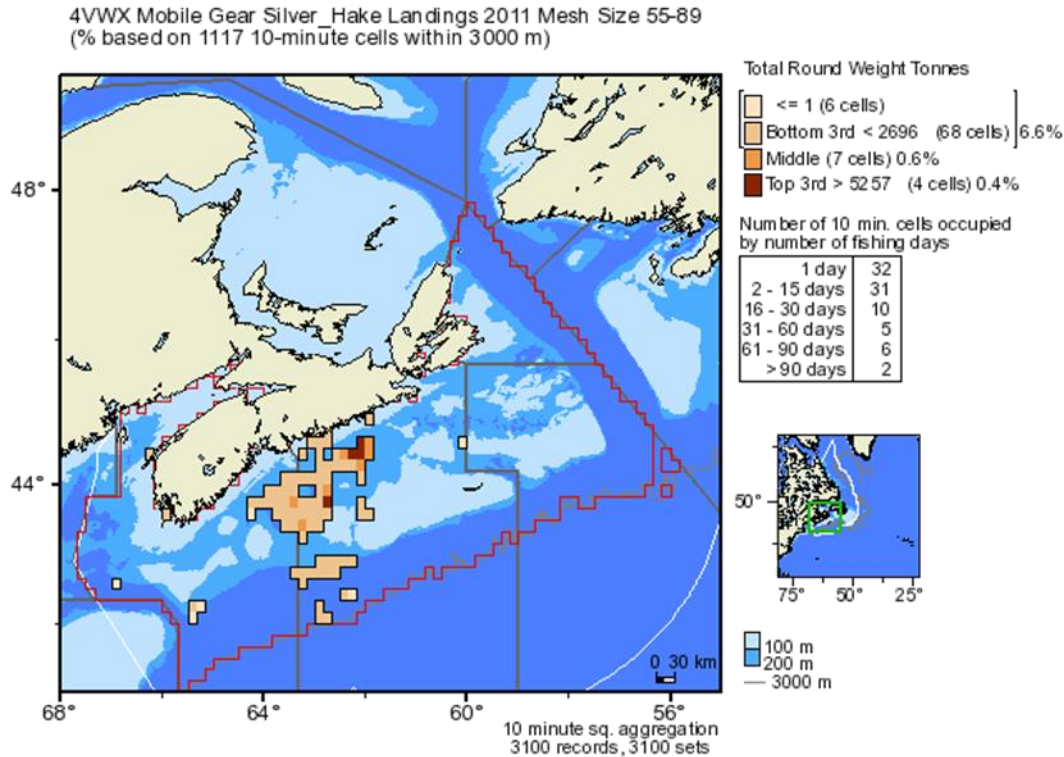 4VWX Mobile Gear Silver_Hake Landings 2011 Mesh Size 55-89
(% based on 1117 10-minute cells within 3000 m)
Total Round Weight Tonnes
<= 1 (6 cells)
Bottom 3rd < 2696 (68 cells) 6.6%
Middle (7 cells) 0.6%
Top 3rd > 5257 (4 cells) 0.4%
Number of 10 min. cells occupied
by number of fishing days
1 day 32
2 - 15 days 31
16 - 30 days 10
31 - 60 days 5
61 - 90 days 6
>90 days 2
48°
44°
68°
64°
60°
56°
0 30 km
10 minute sq. aggregation
3100 records, 3100 sets
50°
75° 50° 25°
100 m
200 m
3000 m